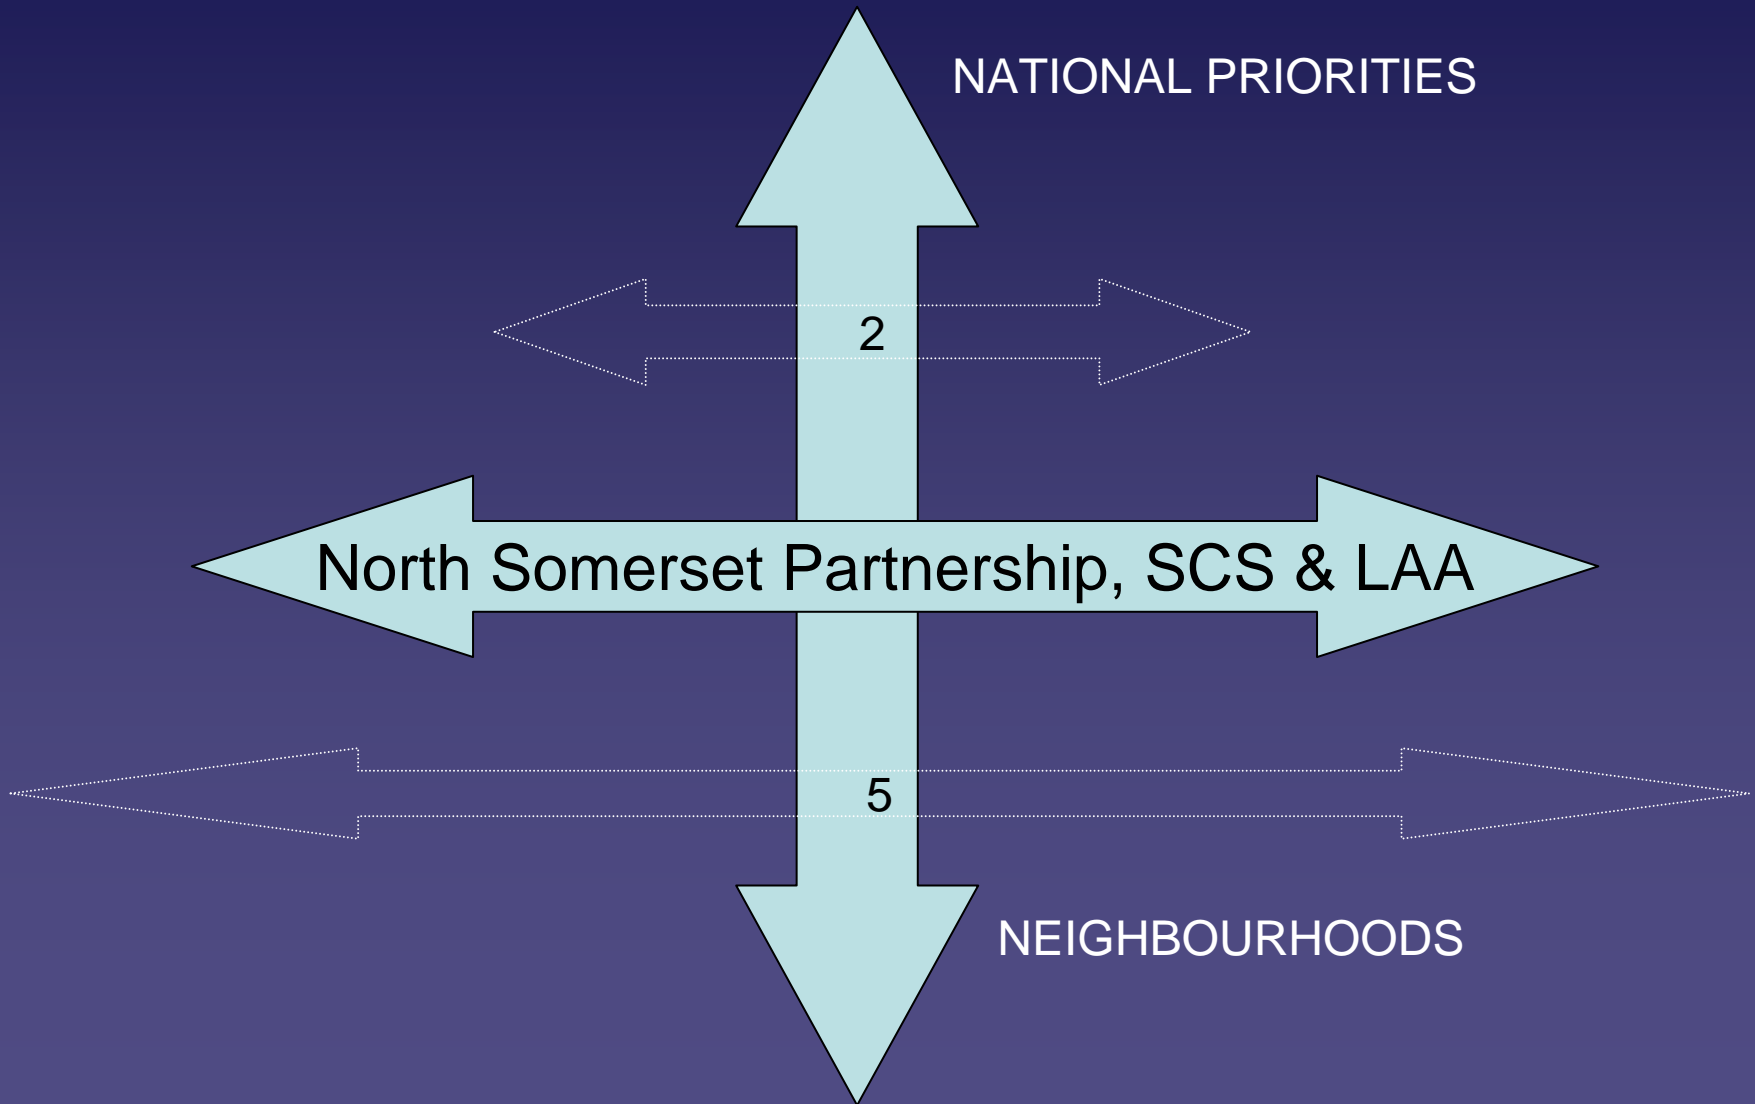 NATIONAL PRIORITIES
2
North Somerset Partnership, SCS & LAA
5
NEIGHBOURHOODS